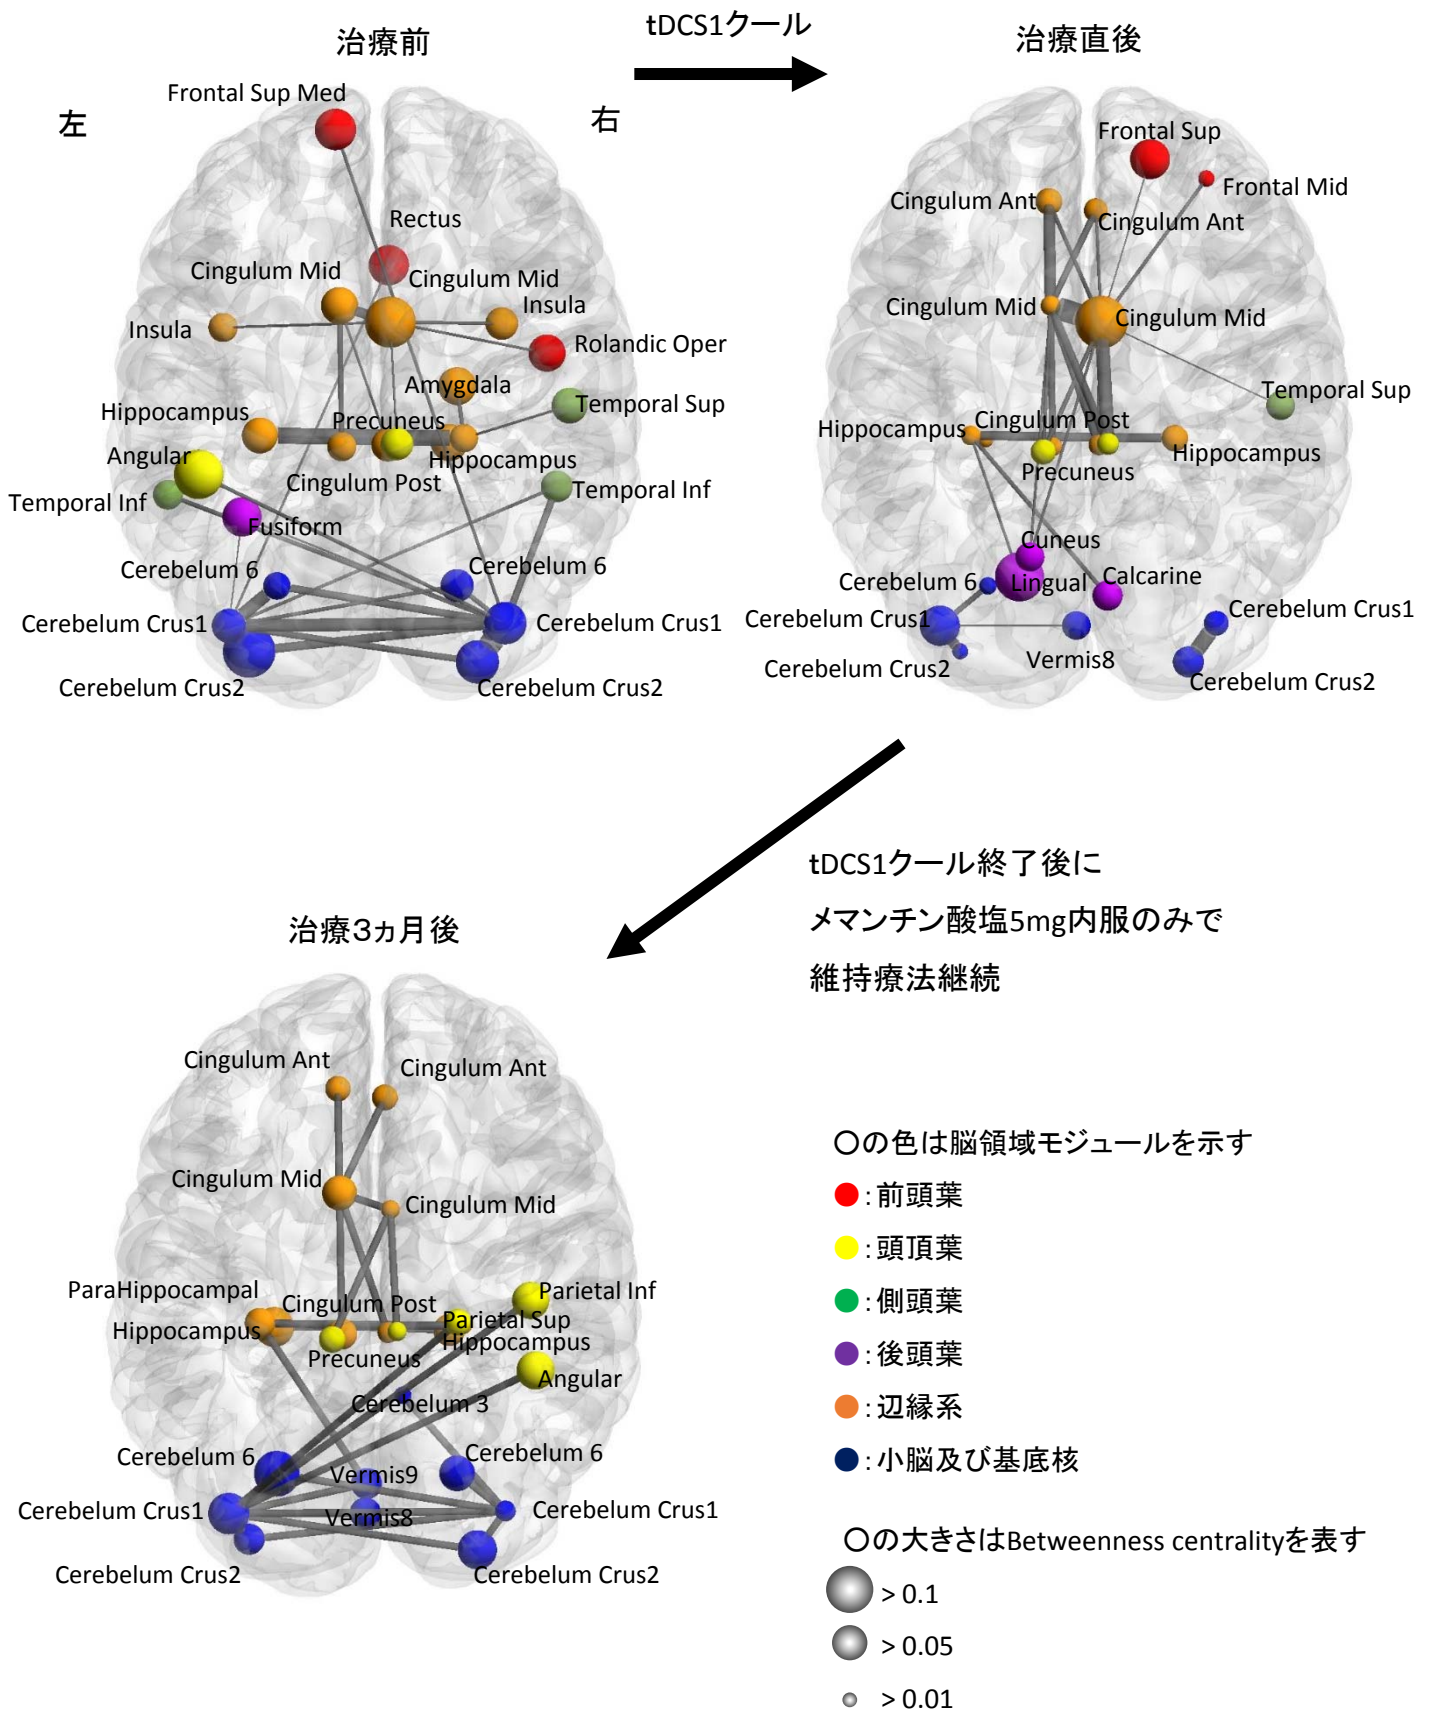 治療前
tDCS1クール
治療直後
左
右
Frontal Sup Med
Rectus
Cingulum Mid
Cingulum Mid
Insula
Insula
Rolandic Oper
Amygdala
Temporal Sup
Hippocampus
Precuneus
Hippocampus
Angular
Cingulum Post
Temporal Inf
Temporal Inf
Fusiform
Cerebelum 6
Cerebelum 6
Cerebelum Crus1
Cerebelum Crus1
Cerebelum Crus2
Cerebelum Crus2
Frontal Sup
Frontal Mid
Cingulum Ant
Cingulum Ant
Cingulum Mid
Cingulum Mid
Temporal Sup
Cingulum Post
Hippocampus
Hippocampus
Precuneus
Cuneus
Cerebelum 6
Lingual
Calcarine
Cerebelum Crus1
Cerebelum Crus1
Vermis8
Cerebelum Crus2
Cerebelum Crus2
tDCS1クール終了後に
メマンチン酸塩5mg内服のみで
維持療法継続
治療3ヵ月後
Cingulum Ant
Cingulum Ant
Cingulum Mid
Cingulum Mid
ParaHippocampal
Parietal Inf
Cingulum Post
Parietal Sup
Hippocampus
Hippocampus
Precuneus
Angular
Cerebelum 3
Cerebelum 6
Cerebelum 6
Vermis9
Cerebelum Crus1
Cerebelum Crus1
Vermis8
Cerebelum Crus2
Cerebelum Crus2
〇の色は脳領域モジュールを示す
:前頭葉
:頭頂葉
:側頭葉
:後頭葉
:辺縁系
:小脳及び基底核
〇の大きさはBetweenness centralityを表す
> 0.1
> 0.05
> 0.01